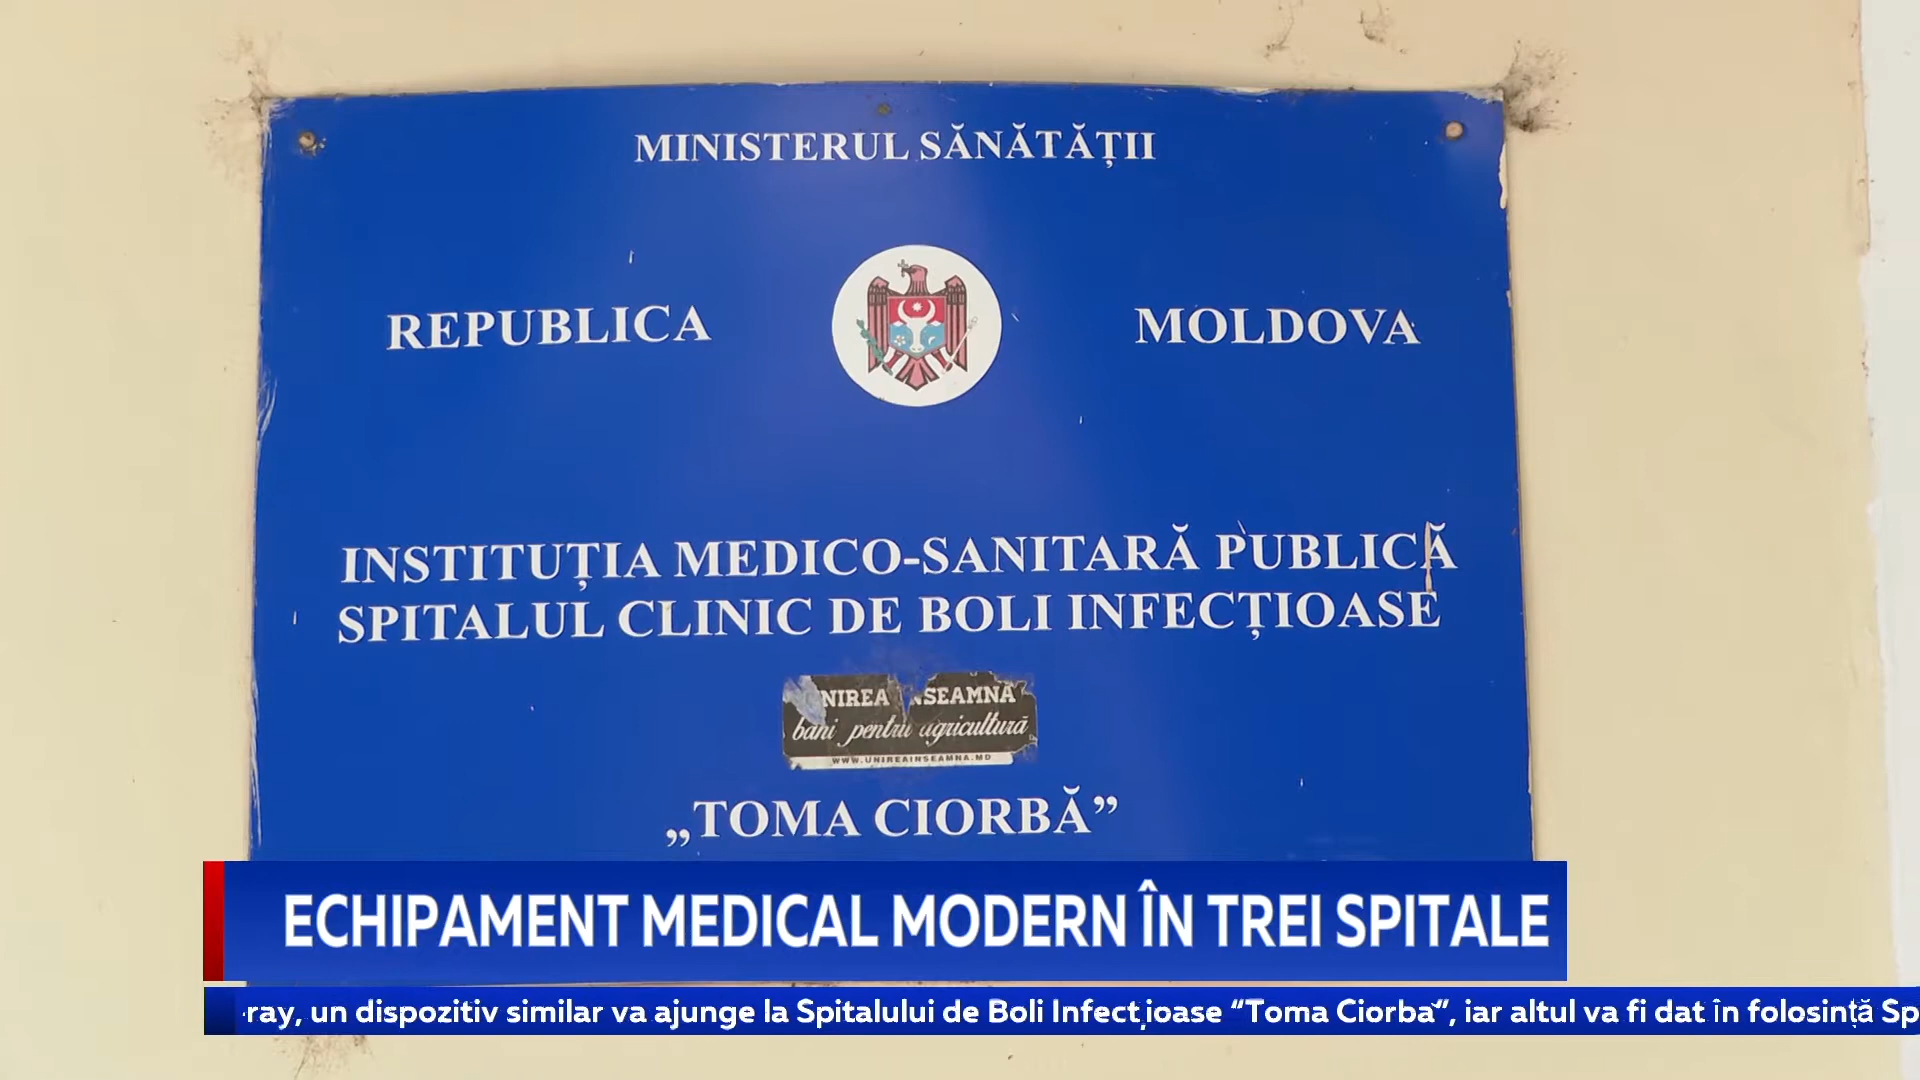 MINISTERUL SĂNĂTĂȚII
REPUBLICA MOLDOVA
INSTITUȚIA MEDICO-SANITARĂ PUBLICĂ
SPITALUL CLINIC DE BOLI INFECȚIOASE
NIREA NSEAMNĂ
bani pentru agricultură
WWW.UNIREAINSEAMNA.MD
„TOMA CIORBĂ”
ECHIPAMENT MEDICAL MODERN ÎN TREI SPITALE
-ray, un dispozitiv similar va ajunge la Spitalului de Boli Infecțioase “Toma Ciorba”, iar altul va fi dat în folosință Sp